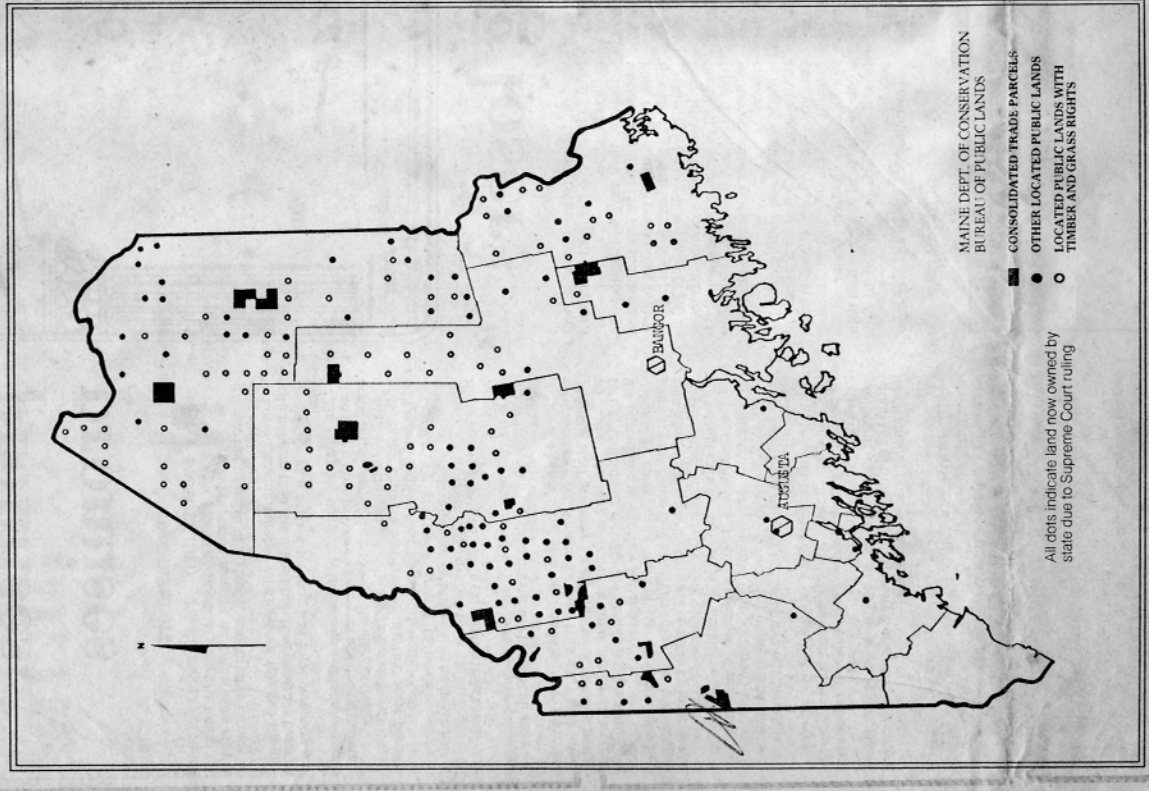 N
BANGOR
AUGUSTA
MAINE DEPT. OF CONSERVATION
BUREAU OF PUBLIC LANDS
CONSOLIDATED TRADE PARCELS
OTHER LOCATED PUBLIC LANDS
LOCATED PUBLIC LANDS WITH
TIMBER AND GRASS RIGHTS
All dots indicate land now owned by
state due to Supreme Court ruling